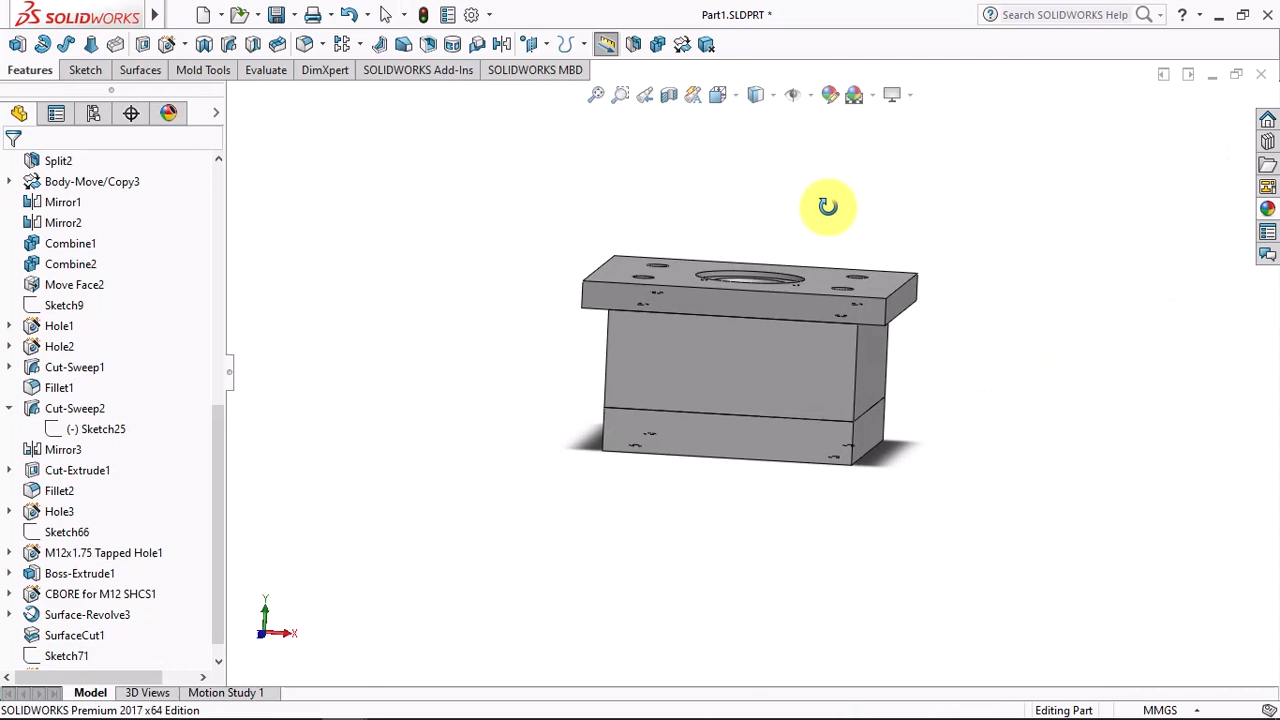 SOLIDWORKS
Part1.SLDPRT *
Search SOLIDWORKS Help
Features
Sketch
Surfaces
Mold Tools
Evaluate
DimXpert
SOLIDWORKS Add-Ins
SOLIDWORKS MBD
Split2
Body-Move/Copy3
Mirror1
Mirror2
Combine1
Combine2
Move Face2
Sketch9
Hole1
Hole2
Cut-Sweep1
Fillet1
Cut-Sweep2
(-) Sketch25
Mirror3
Cut-Extrude1
Fillet2
Hole3
Sketch66
M12x1.75 Tapped Hole1
Boss-Extrude1
CBORE for M12 SHCS1
Surface-Revolve3
SurfaceCut1
Sketch71
Y
X
Model
3D Views
Motion Study 1
SOLIDWORKS Premium 2017 x64 Edition
Editing Part
MMGS